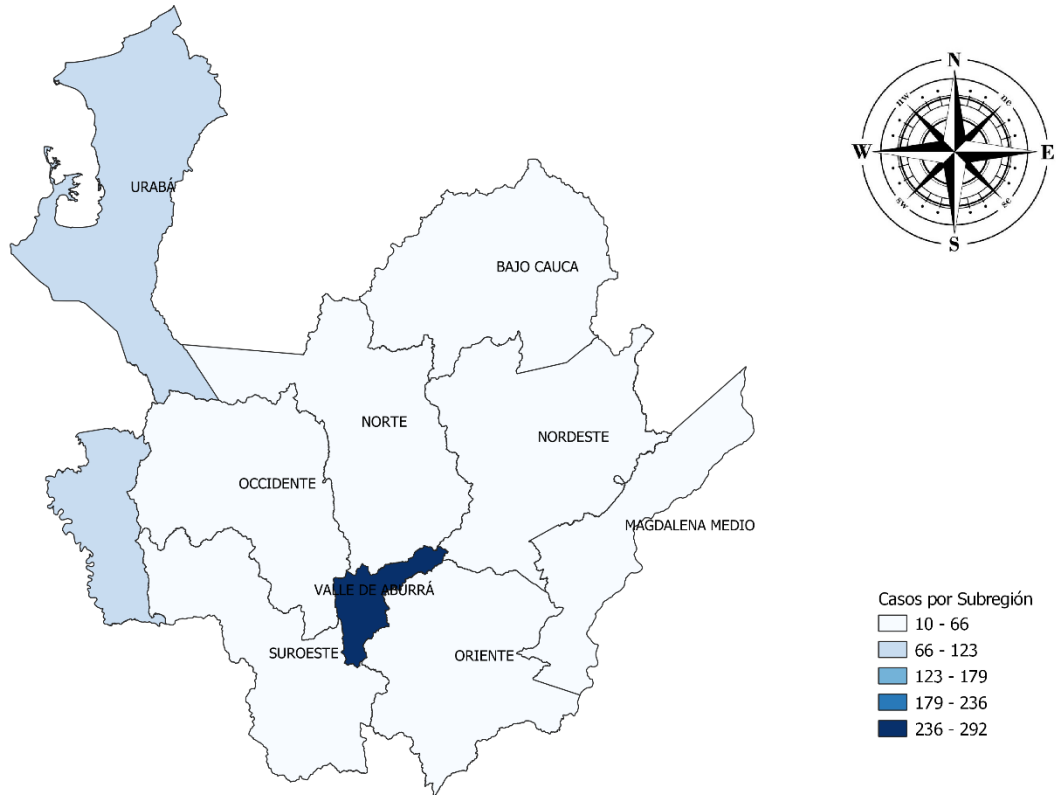 N
nw
ne
W
E
sw
se
S
URABÁ
BAJO CAUCA
NORTE
NORDESTE
OCCIDENTE
MAGDALENA MEDIO
VALLE DE ABURRÁ
SUROESTE
ORIENTE
Casos por Subregión
10 - 66
66 - 123
123 - 179
179 - 236
236 - 292